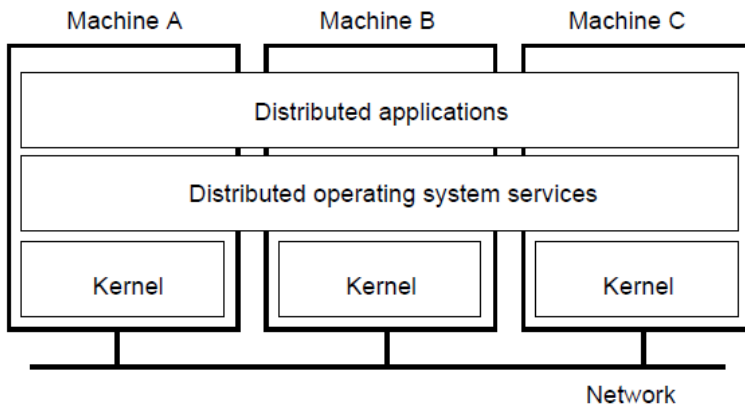 Machine A
Machine B
Machine C
Distributed applications
Distributed operating system services
Kernel
Kernel
Kernel
Network